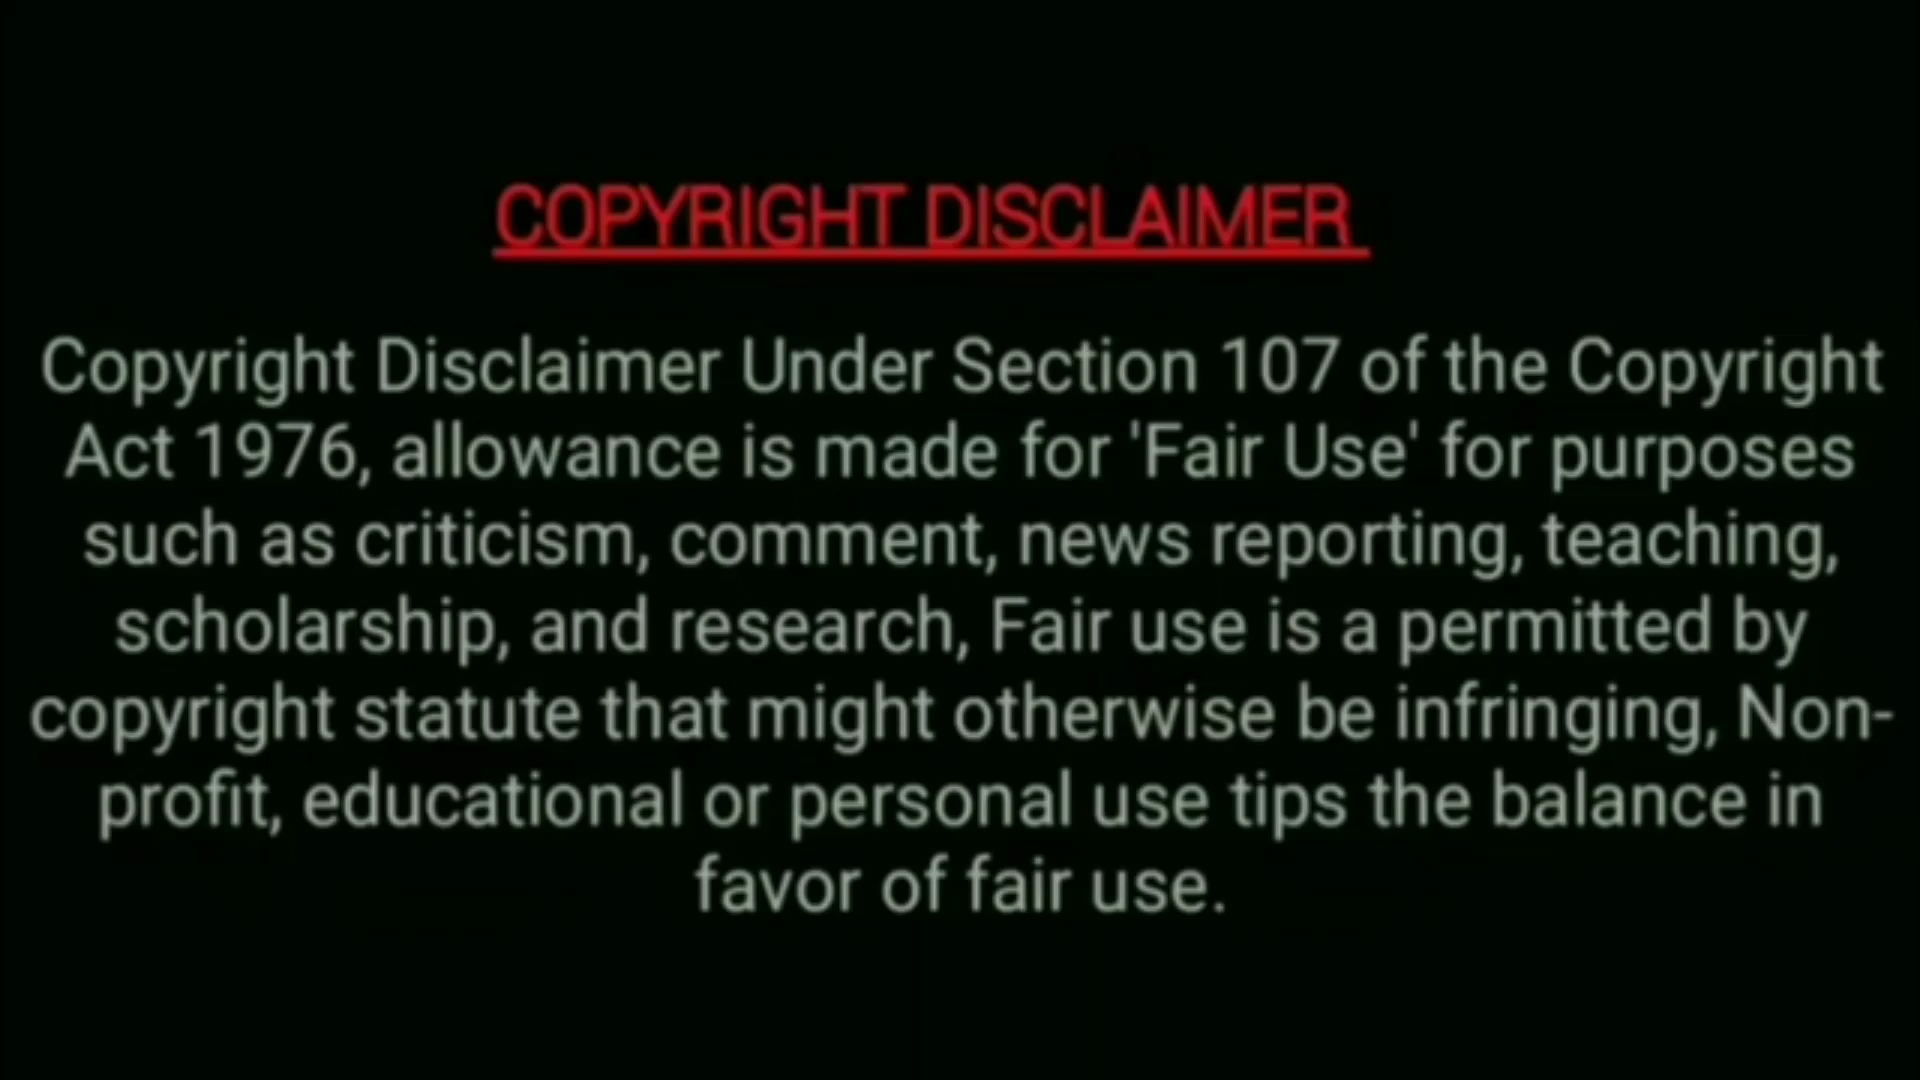 COPYRIGHT DISCLAIMER
Copyright Disclaimer Under Section 107 of the Copyright
Act 1976, allowance is made for 'Fair Use' for purposes
such as criticism, comment, news reporting, teaching,
scholarship, and research, Fair use is a permitted by
copyright statute that might otherwise be infringing, Non-
profit, educational or personal use tips the balance in
favor of fair use.